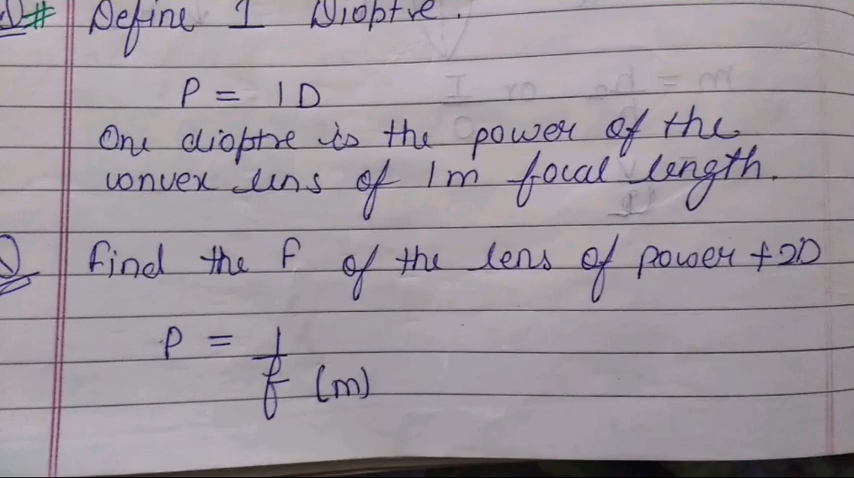 Define 1 Dioptre.
P = 1D
One dioptre is the power of the
convex lens of 1m focal length.
Find the f of the lens of power +2D
P = 1
f (m)